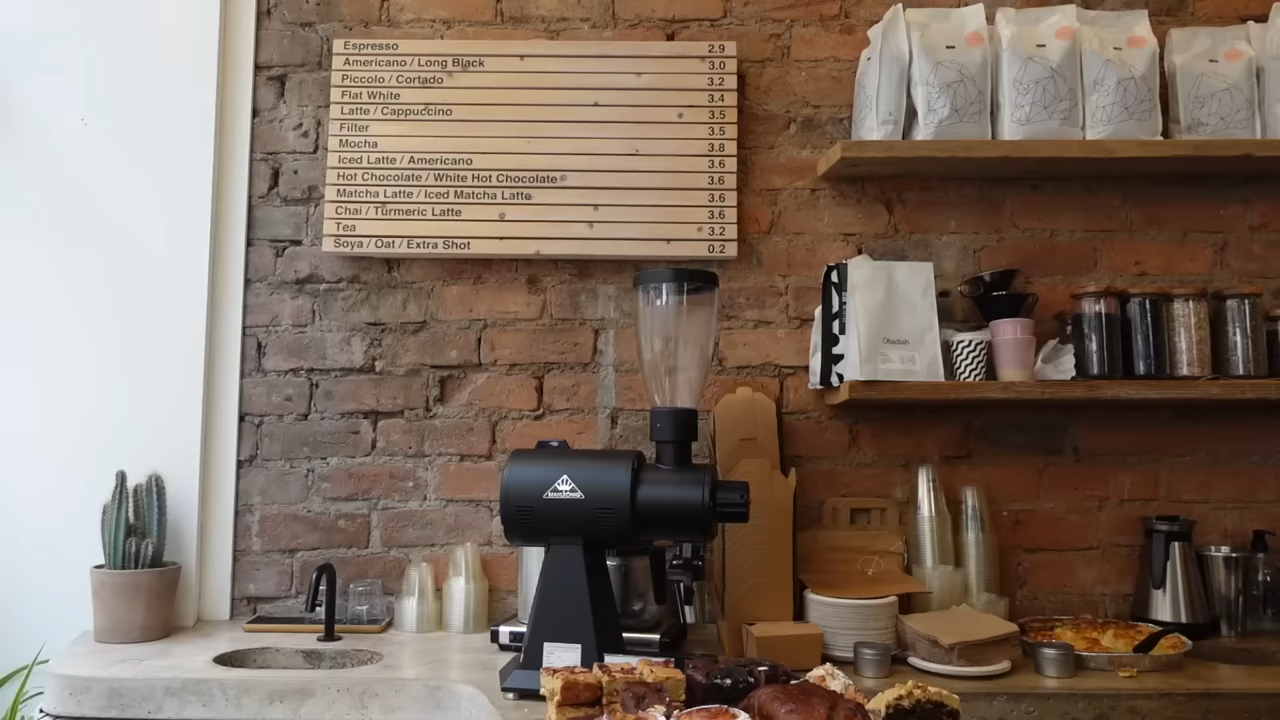 Espresso 2.9
Americano / Long Black 3.0
Piccolo / Cortado 3.2
Flat White 3.4
Latte / Cappuccino 3.5
Filter 3.5
Mocha 3.8
Iced Latte / Americano 3.6
Hot Chocolate / White Hot Chocolate 3.6
Matcha Latte / Iced Matcha Latte 3.6
Chai / Turmeric Latte 3.6
Tea 3.2
Soya / Oat / Extra Shot 0.2
Obadiah
MAHLKÖNIG